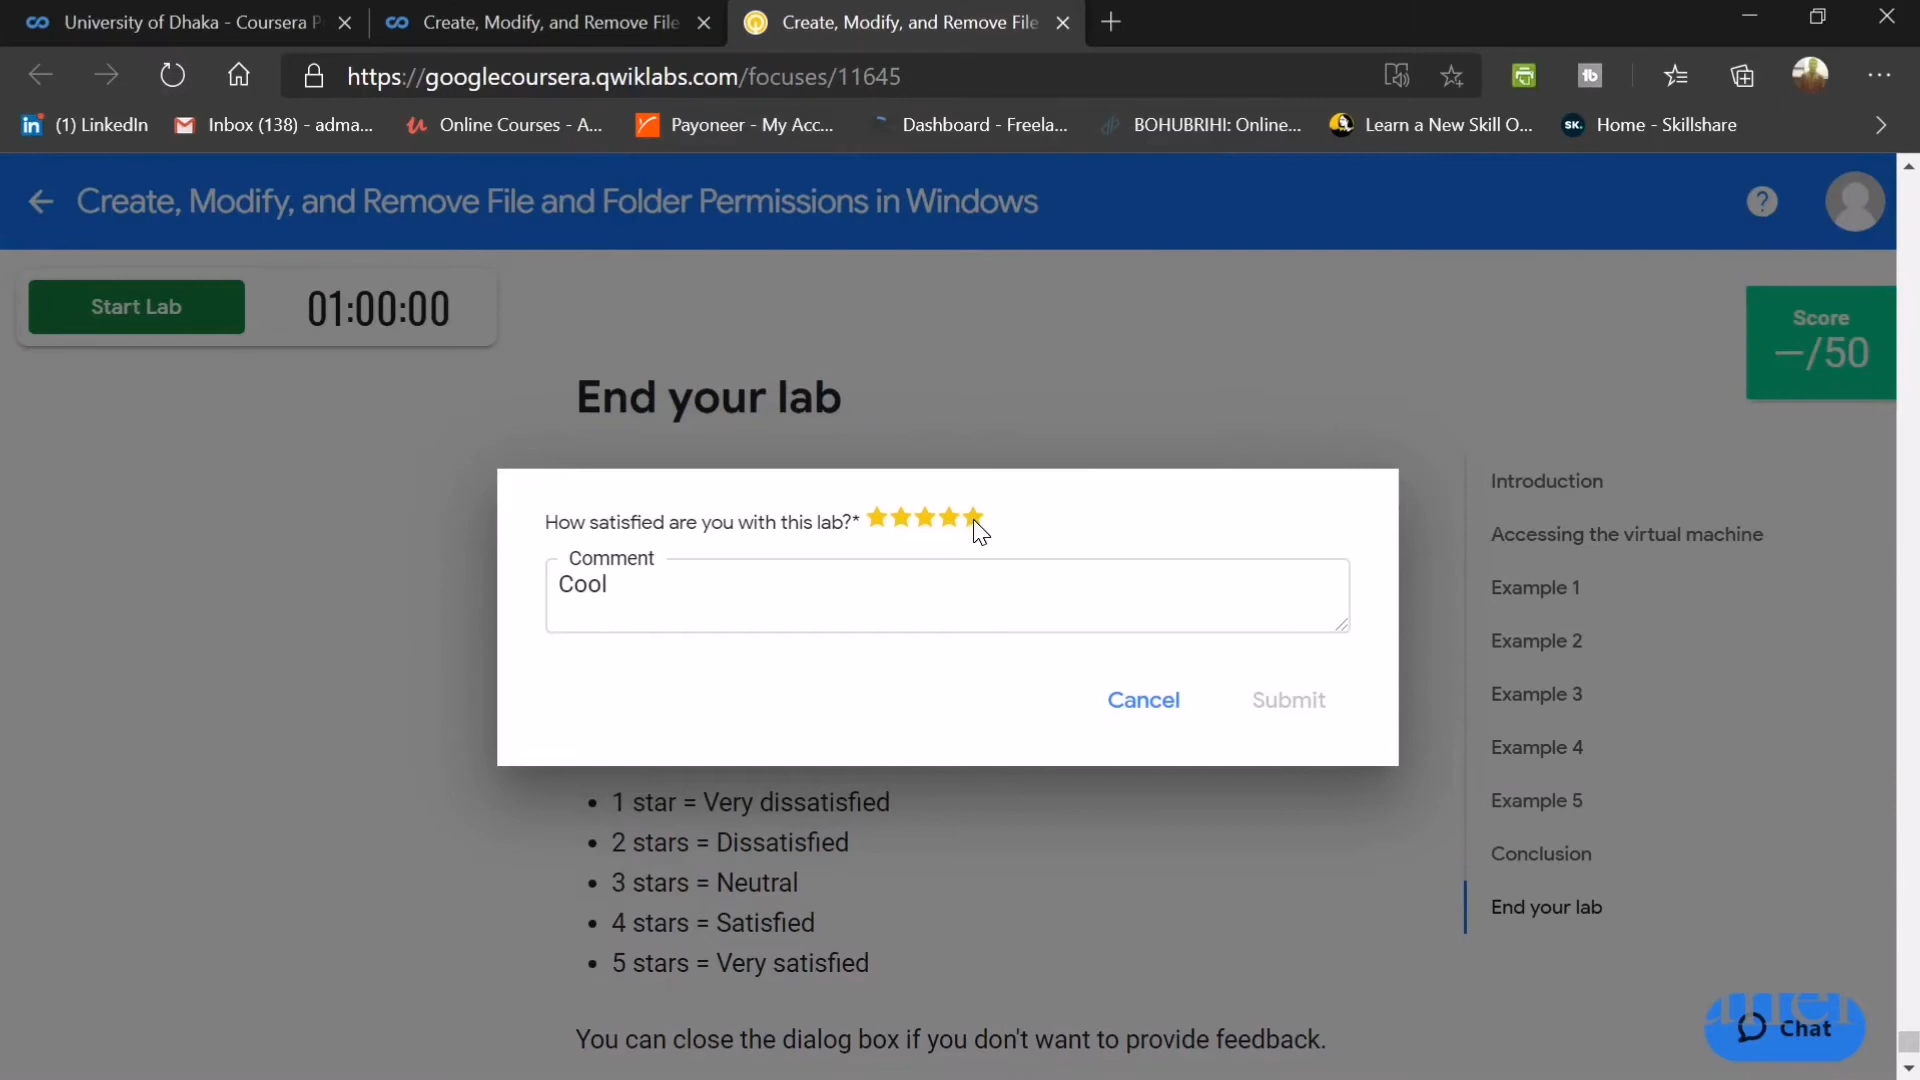 University of Dhaka - Coursera P
Create, Modify, and Remove File
Create, Modify, and Remove File
https://googlecoursera.qwiklabs.com/focuses/11645
(1) LinkedIn
Inbox (138) - adma...
Online Courses - A...
Payoneer - My Acc...
Dashboard - Freela...
BOHUBRIHI: Online...
Learn a New Skill O...
SK.
Home - Skillshare
Create, Modify, and Remove File and Folder Permissions in Windows
Start Lab
01:00:00
Score
—/50
End your lab
How satisfied are you with this lab?*
Comment
Cool
Cancel
Submit
• 1 star = Very dissatisfied
• 2 stars = Dissatisfied
• 3 stars = Neutral
• 4 stars = Satisfied
• 5 stars = Very satisfied
You can close the dialog box if you don't want to provide feedback.
Introduction
Accessing the virtual machine
Example 1
Example 2
Example 3
Example 4
Example 5
Conclusion
End your lab
Chat